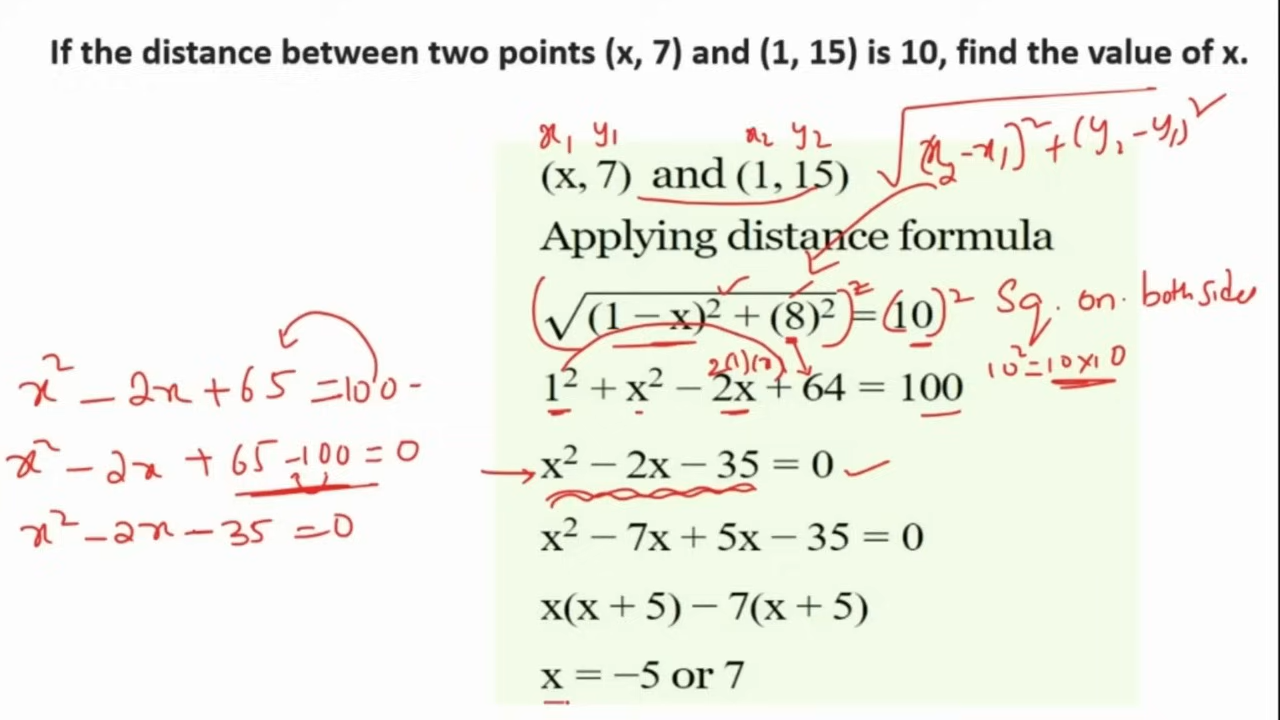 If the distance between two points (x, 7) and (1, 15) is 10, find the value of x.
x₁ y₁ x₂ y₂
(x, 7) and (1, 15) √(x₂-x₁)²+(y₂-y₁)²
Applying distance formula
(√(1 − x)² + (8)²)² = (10)² Sq. on both sides
2(1)(x) 10²=10×10
1² + x² − 2x + 64 = 100
x² − 2x − 35 = 0
x² − 7x + 5x − 35 = 0
x(x + 5) − 7(x + 5)
x = −5 or 7
x² - 2x + 65 = 100
x² - 2x + 65 - 100 = 0
x² - 2x - 35 = 0